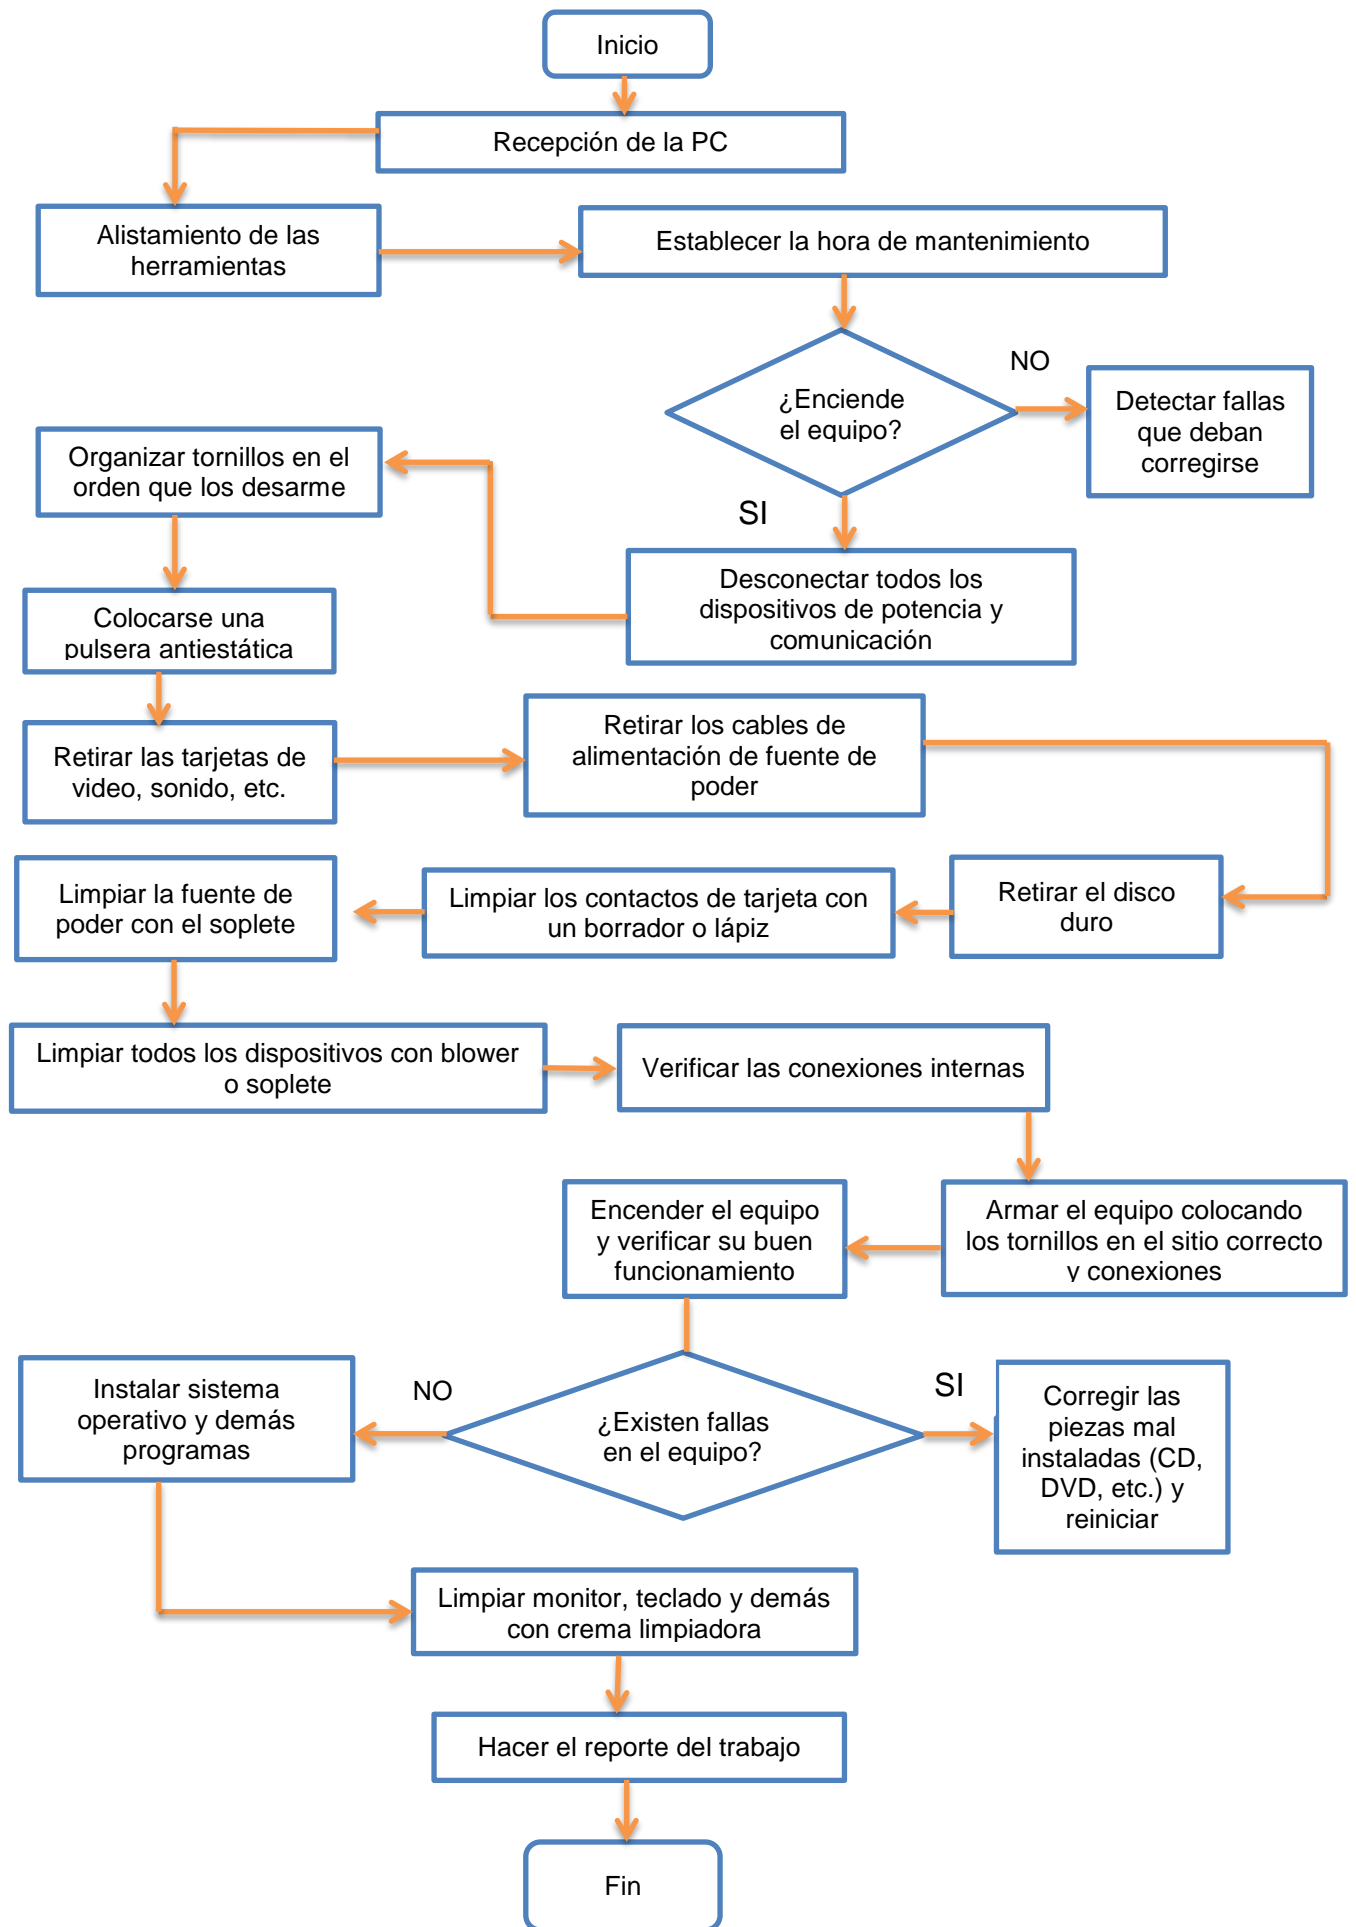 Inicio
Recepción de la PC
Alistamiento de las
herramientas
Establecer la hora de mantenimiento
¿Enciende
el equipo?
NO
Detectar fallas
que deban
corregirse
SI
Desconectar todos los
dispositivos de potencia y
comunicación
Organizar tornillos en el
orden que los desarme
Colocarse una
pulsera antiestática
Retirar las tarjetas de
video, sonido, etc.
Retirar los cables de
alimentación de fuente de
poder
Retirar el disco
duro
Limpiar los contactos de tarjeta con
un borrador o lápiz
Limpiar la fuente de
poder con el soplete
Limpiar todos los dispositivos con blower
o soplete
Verificar las conexiones internas
Armar el equipo colocando
los tornillos en el sitio correcto
y conexiones
Encender el equipo
y verificar su buen
funcionamiento
¿Existen fallas
en el equipo?
SI
Corregir las
piezas mal
instaladas (CD,
DVD, etc.) y
reiniciar
NO
Instalar sistema
operativo y demás
programas
Limpiar monitor, teclado y demás
con crema limpiadora
Hacer el reporte del trabajo
Fin